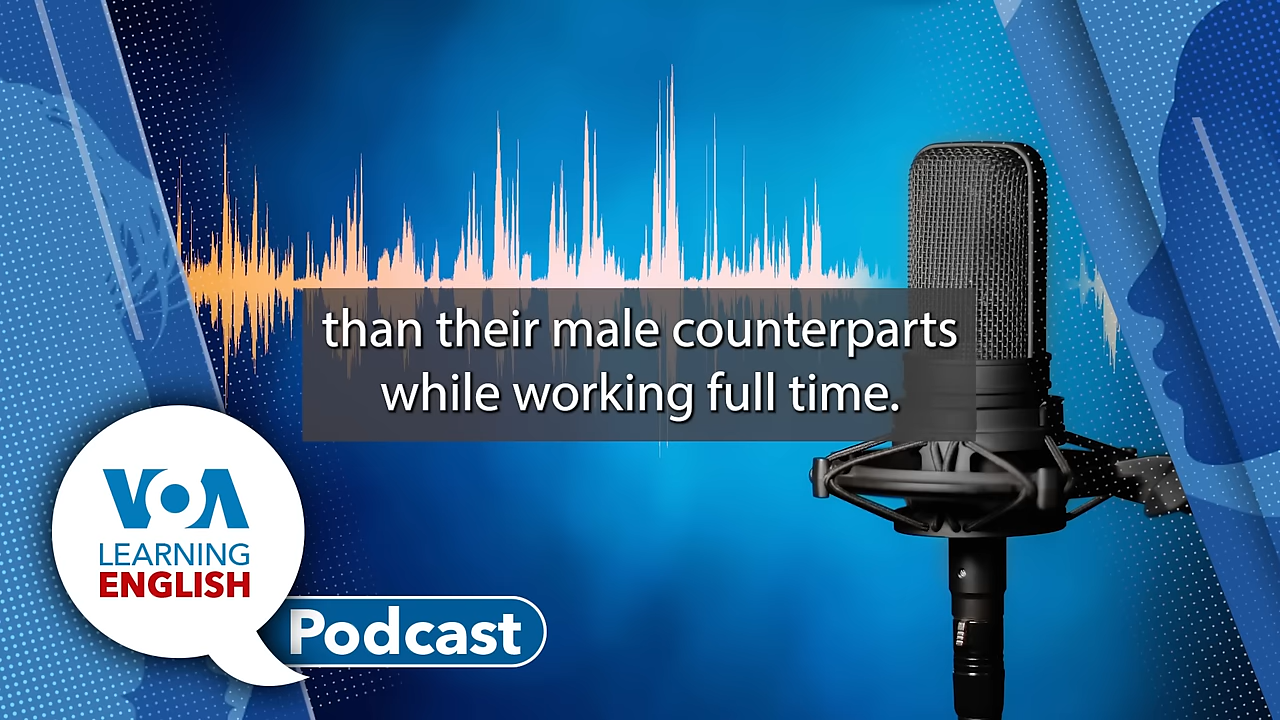 than their male counterparts
while working full time.
VOA
LEARNING
ENGLISH
Podcast